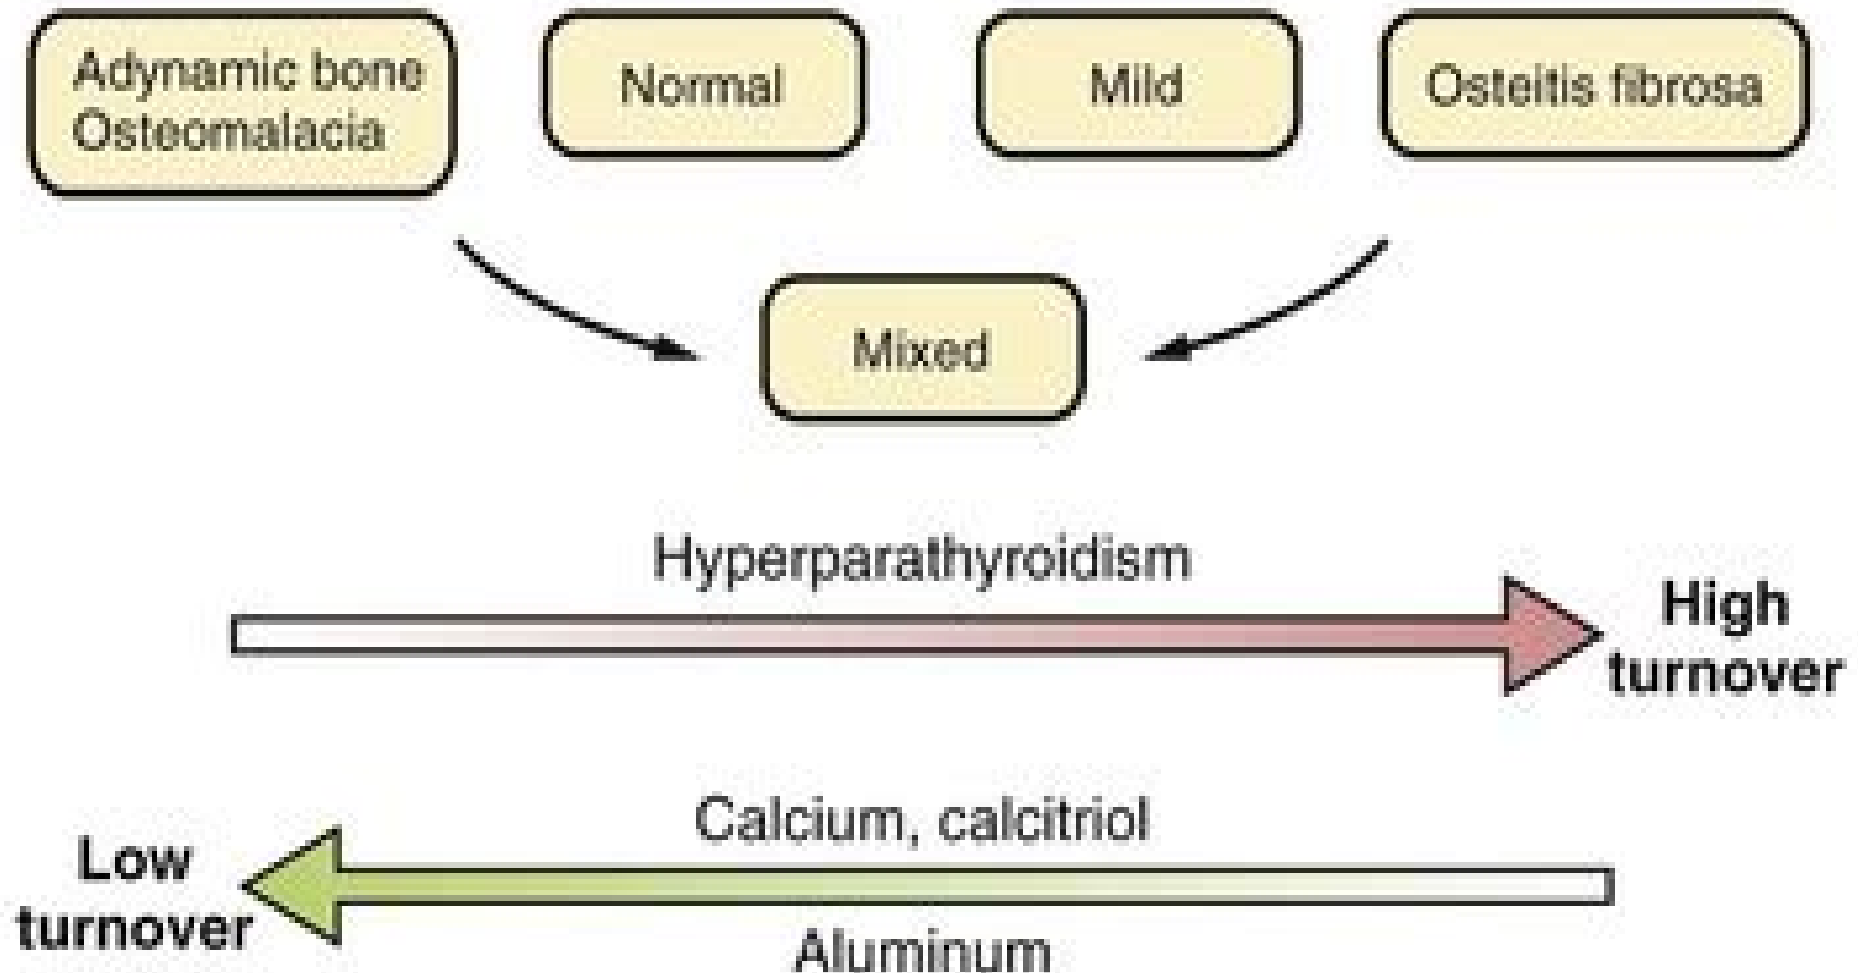 Adynamic bone
Osteomalacia
Normal
Mild
Osteitis fibrosa
Mixed
Hyperparathyroidism
High
turnover
Calcium, calcitriol
Low
turnover
Aluminum